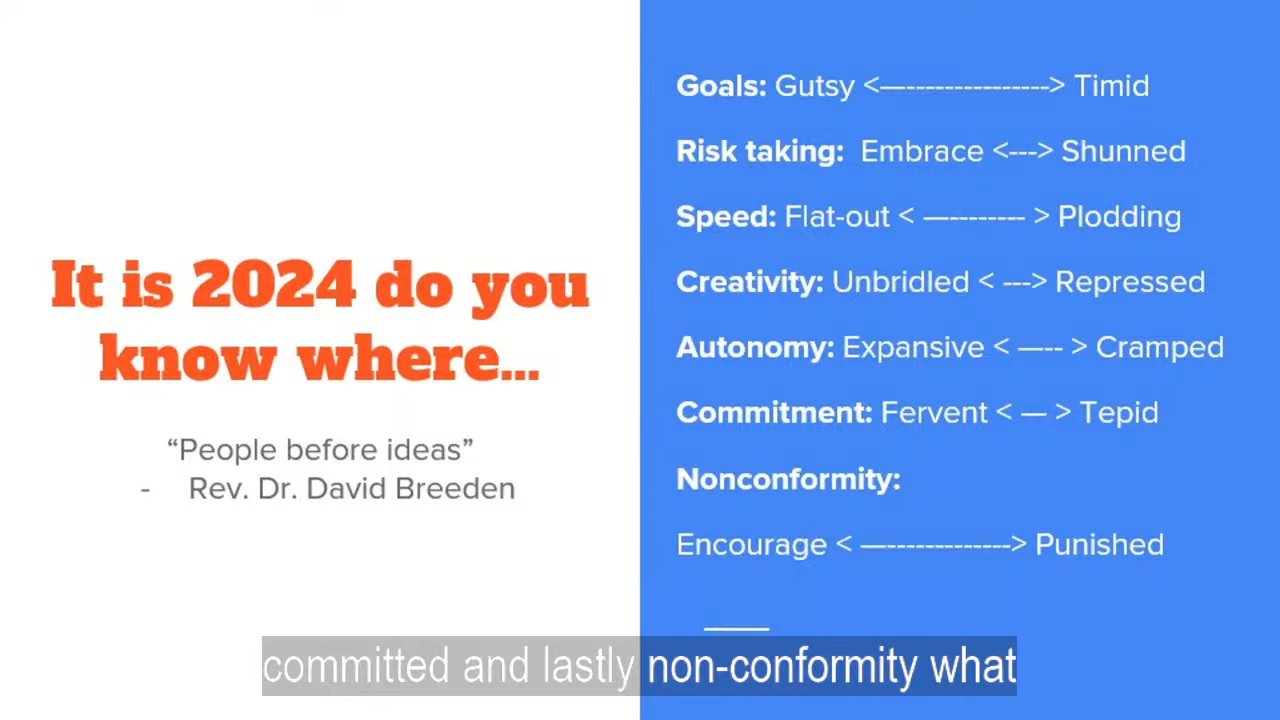 It is 2024 do you
know where...
“People before ideas”
- Rev. Dr. David Breeden
Goals: Gutsy <—----------------> Timid
Risk taking:  Embrace <---> Shunned
Speed: Flat-out < —--------- > Plodding
Creativity: Unbridled < ---> Repressed
Autonomy: Expansive < —-- > Cramped
Commitment: Fervent < — > Tepid
Nonconformity:
Encourage < —--------------> Punished
committed and lastly non-conformity what